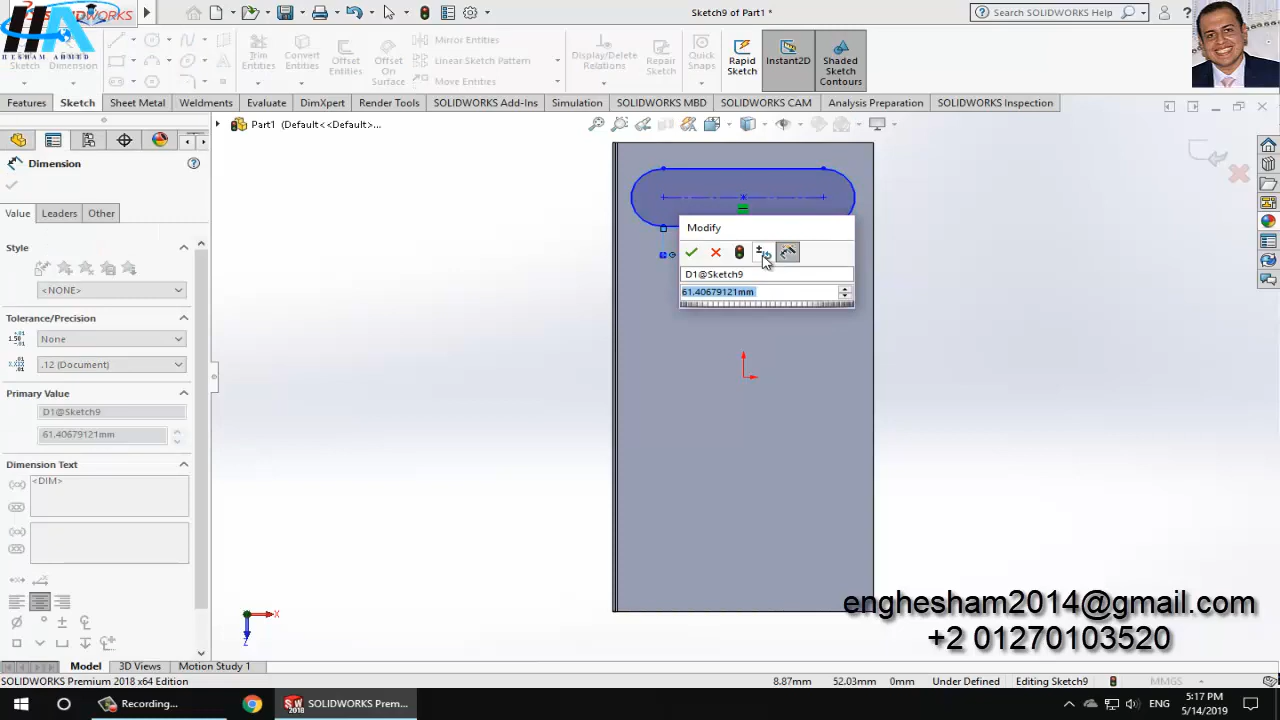 SOLIDWORKS
HA
HESHAM AHMED
Sketch9 of Part1 *
Search SOLIDWORKS Help
?
Sketch
Dimension
Trim Entities
Convert Entities
Offset Entities
Offset On Surface
Mirror Entities
Linear Sketch Pattern
Move Entities
Display/Delete Relations
Repair Sketch
Quick Snaps
Rapid Sketch
Instant2D
Shaded Sketch Contours
Features
Sketch
Sheet Metal
Weldments
Evaluate
DimXpert
Render Tools
SOLIDWORKS Add-Ins
Simulation
SOLIDWORKS MBD
SOLIDWORKS CAM
Analysis Preparation
SOLIDWORKS Inspection
Part1 (Default<<Default>...
Dimension
Value
Leaders
Other
Style
<NONE>
Tolerance/Precision
None
.12 (Document)
Primary Value
D1@Sketch9
61.40679121mm
Dimension Text
<DIM>
Modify
D1@Sketch9
61.40679121mm
X
Z
enghesham2014@gmail.com
+2 01270103520
Model
3D Views
Motion Study 1
SOLIDWORKS Premium 2018 x64 Edition
8.87mm
52.03mm
0mm
Under Defined
Editing Sketch9
MMGS
Recording...
SOLIDWORKS Prem...
ENG
5:17 PM
5/14/2019